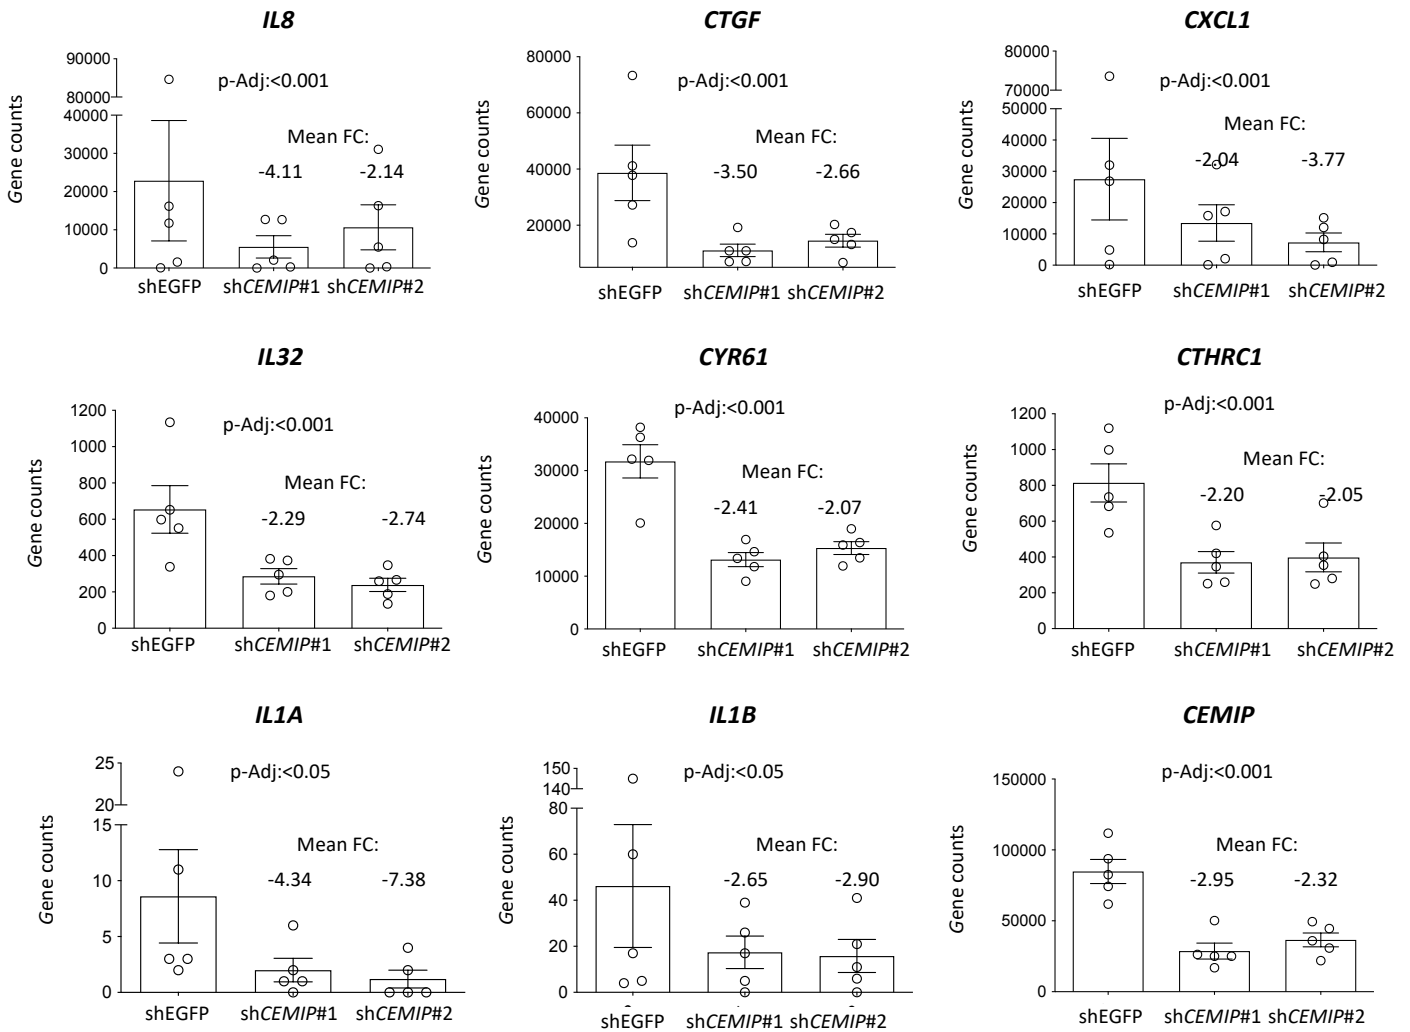 IL8
CTGF
CXCL1
90000
80000
40000
30000
20000
10000
0
Gene counts
p-Adj:<0.001
Mean FC:
-4.11
-2.14
shEGFP
shCEMIP#1
shCEMIP#2
80000
60000
40000
20000
Gene counts
p-Adj:<0.001
Mean FC:
-3.50
-2.66
shEGFP
shCEMIP#1
shCEMIP#2
80000
70000
50000
40000
30000
20000
10000
0
Gene counts
p-Adj:<0.001
Mean FC:
-2.04
-3.77
shEGFP
shCEMIP#1
shCEMIP#2
IL32
CYR61
CTHRC1
1200
1000
800
600
400
200
0
Gene counts
p-Adj:<0.001
Mean FC:
-2.29
-2.74
shEGFP
shCEMIP#1
shCEMIP#2
40000
30000
20000
10000
0
Gene counts
p-Adj:<0.001
Mean FC:
-2.41
-2.07
shEGFP
shCEMIP#1
shCEMIP#2
1200
1000
800
600
400
200
0
Gene counts
p-Adj:<0.001
Mean FC:
-2.20
-2.05
shEGFP
shCEMIP#1
shCEMIP#2
IL1A
IL1B
CEMIP
25
20
15
10
5
0
Gene counts
p-Adj:<0.05
Mean FC:
-4.34
-7.38
shEGFP
shCEMIP#1
shCEMIP#2
150
140
80
60
40
20
0
Gene counts
p-Adj:<0.05
Mean FC:
-2.65
-2.90
shEGFP
shCEMIP#1
shCEMIP#2
150000
100000
50000
0
Gene counts
p-Adj:<0.001
Mean FC:
-2.95
-2.32
shEGFP
shCEMIP#1
shCEMIP#2